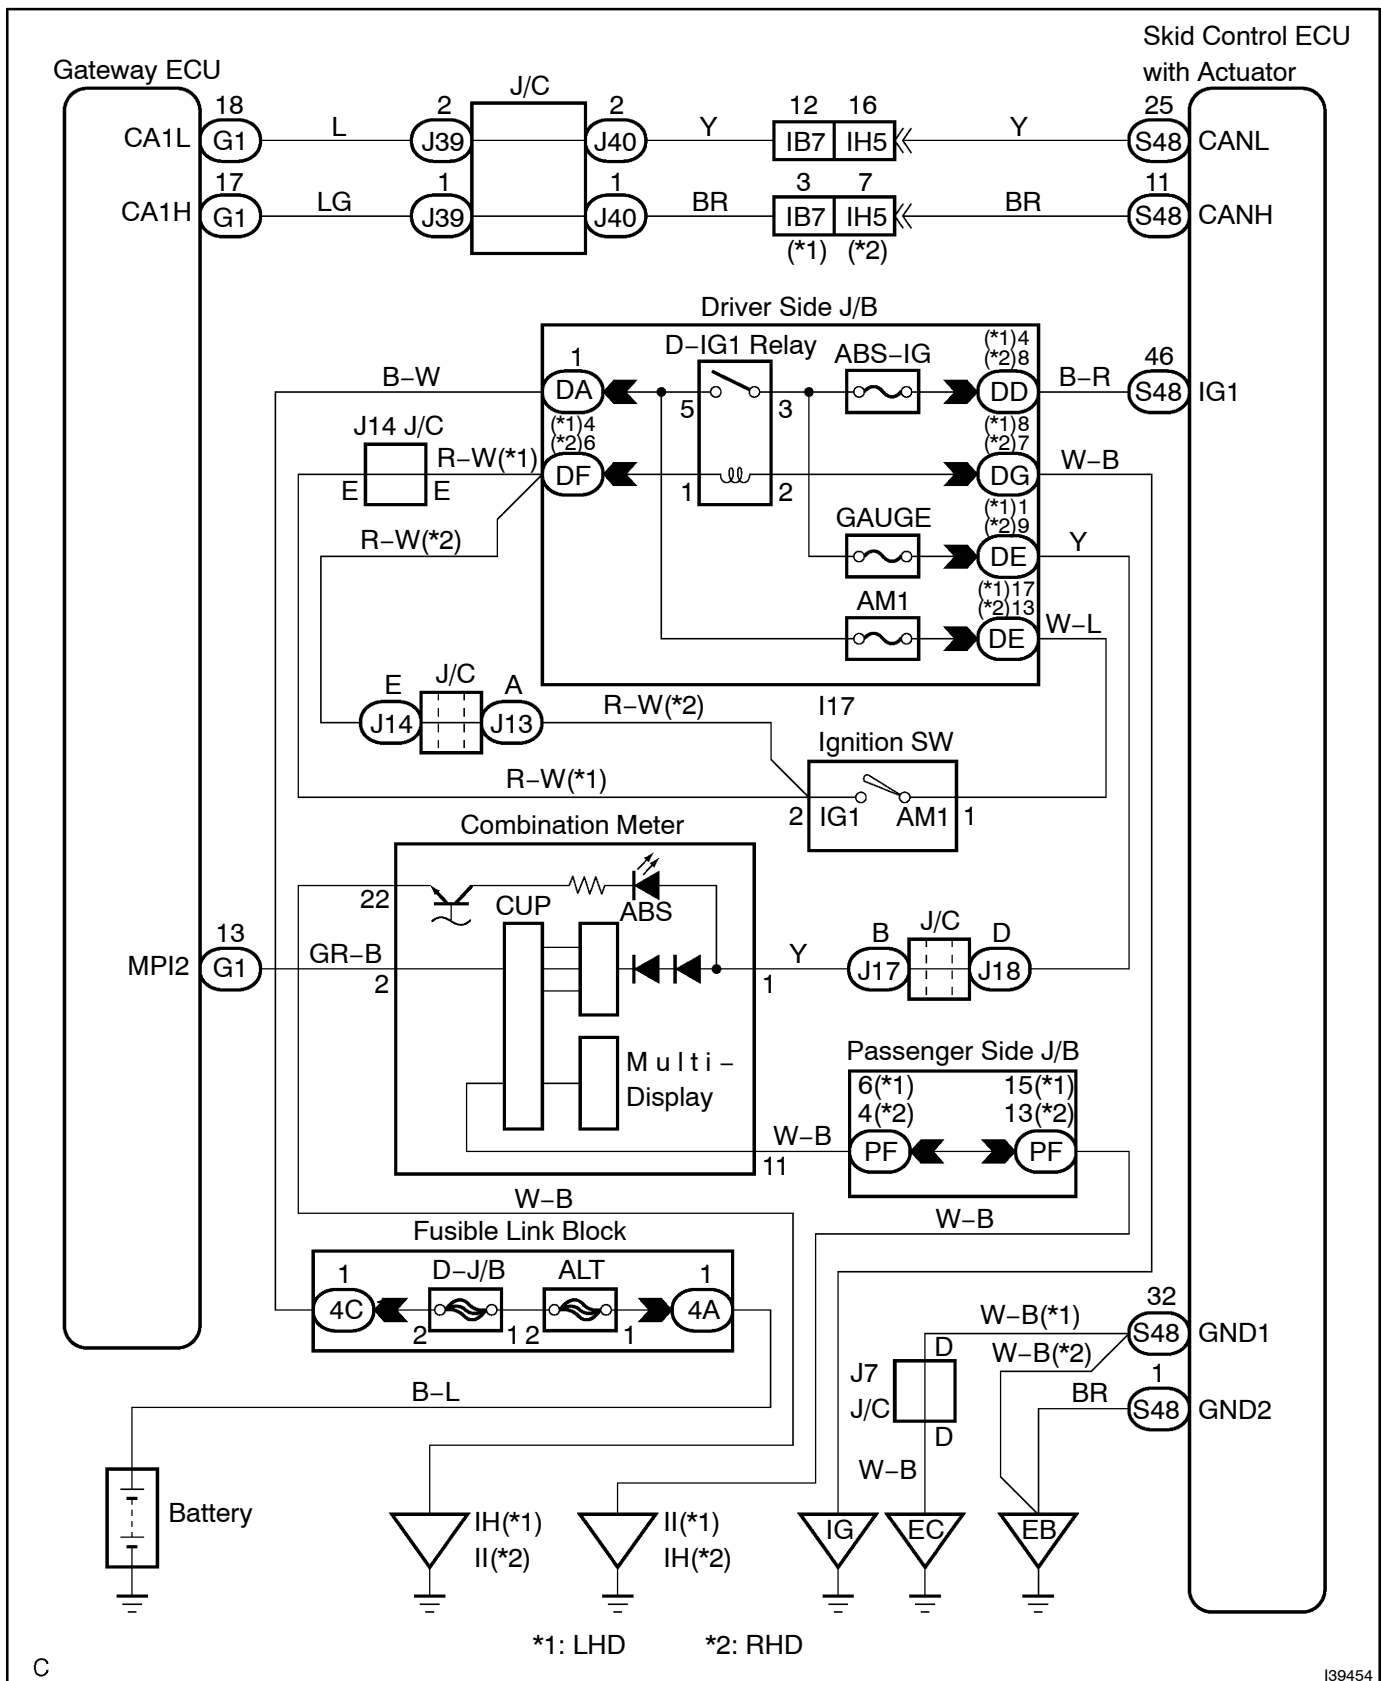 Skid Control ECU
with Actuator
Gateway ECU
J/C
18 2 2 12 16 25
CA1L G1 L J39 J40 Y IB7 IH5 Y S48 CANL
17 1 1 3 7 11
CA1H G1 LG J39 J40 BR IB7 IH5 BR S48 CANH
(*1) (*2)
Driver Side J/B
D−IG1 Relay ABS−IG (*1)4
(*2)8
B−W 1 DA 5 3 DD B−R 46 S48 IG1
J14 J/C (*1)4 (*1)8
(*2)6 (*2)7
R−W(*1) DF 1 2 DG W−B
E E
GAUGE (*1)1
(*2)9
R−W(*2) DE Y
AM1 (*1)17
(*2)13
DE W−L
E J/C A
J14 J13 R−W(*2) I17
Ignition SW
R−W(*1) 2 IG1 AM1 1
Combination Meter
22 CUP ABS
13 B J/C D
MPI2 G1 GR−B 2 1 Y J17 J18
Multi−
Display
Passenger Side J/B
6(*1) 15(*1)
4(*2) 13(*2)
W−B PF PF
11
W−B W−B
Fusible Link Block
1 D−J/B ALT 1
4C 2 1 2 1 4A
32
W−B(*1) S48 GND1
D W−B(*2)
J7 1
J/C BR S48 GND2
D
B−L
W−B
Battery
IH(*1) II(*1) IG EC EB
II(*2) IH(*2)
*1: LHD *2: RHD
C I39454